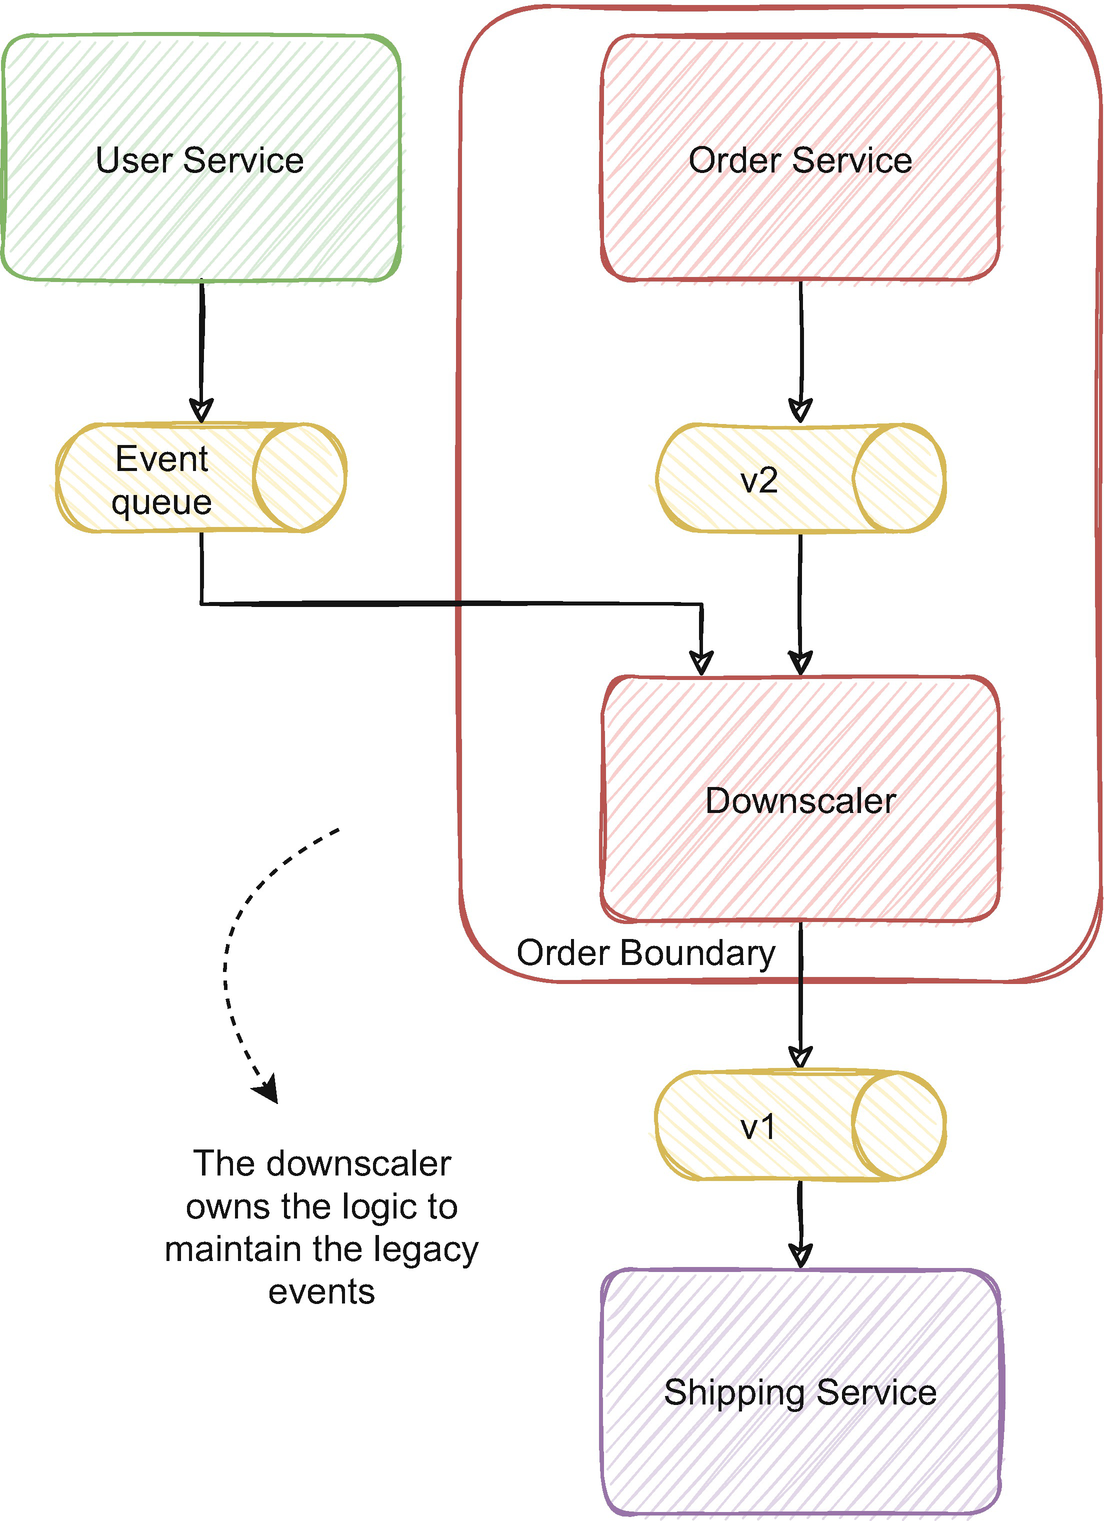 User Service
Order Service
Event
queue
v2
Downscaler
Order Boundary
v1
The downscaler
owns the logic to
maintain the legacy
events
Shipping Service